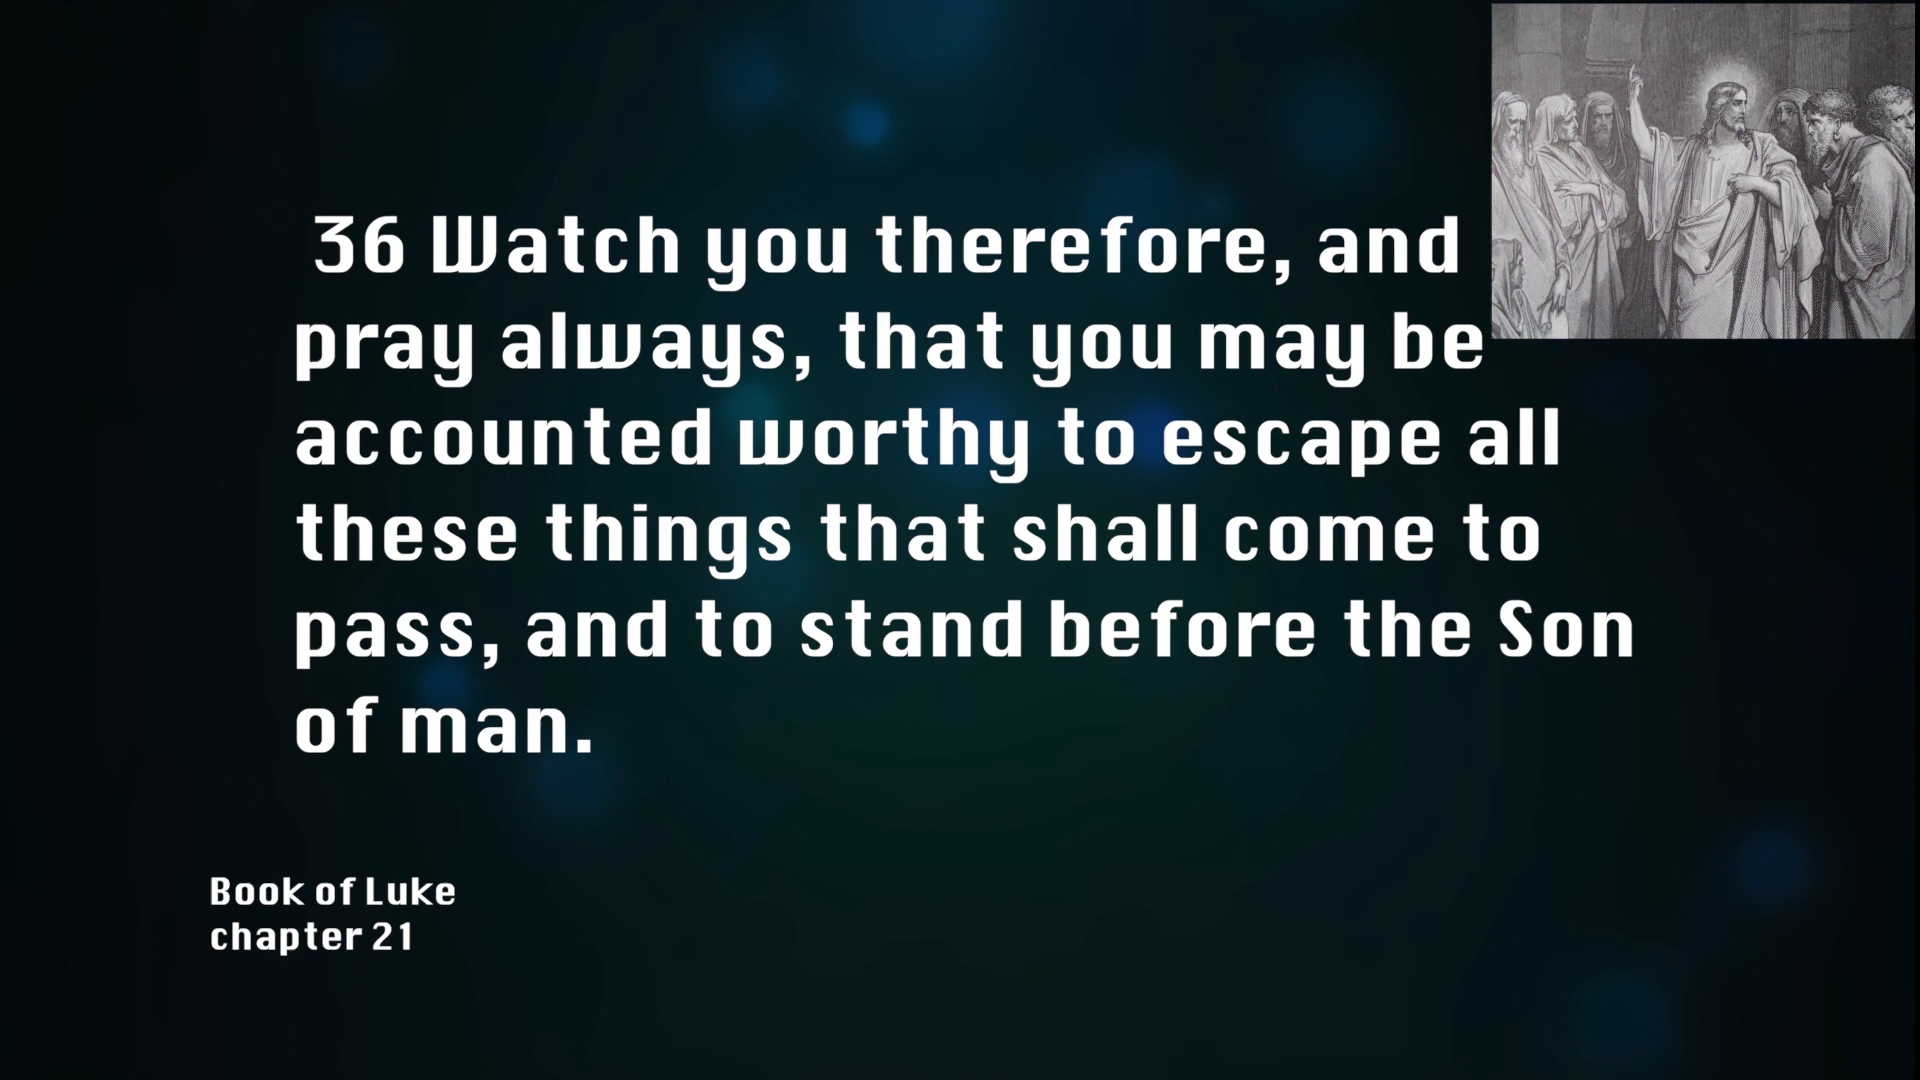 36 Watch you therefore, and
pray always, that you may be
accounted worthy to escape all
these things that shall come to
pass, and to stand before the Son
of man.
Book of Luke
chapter 21